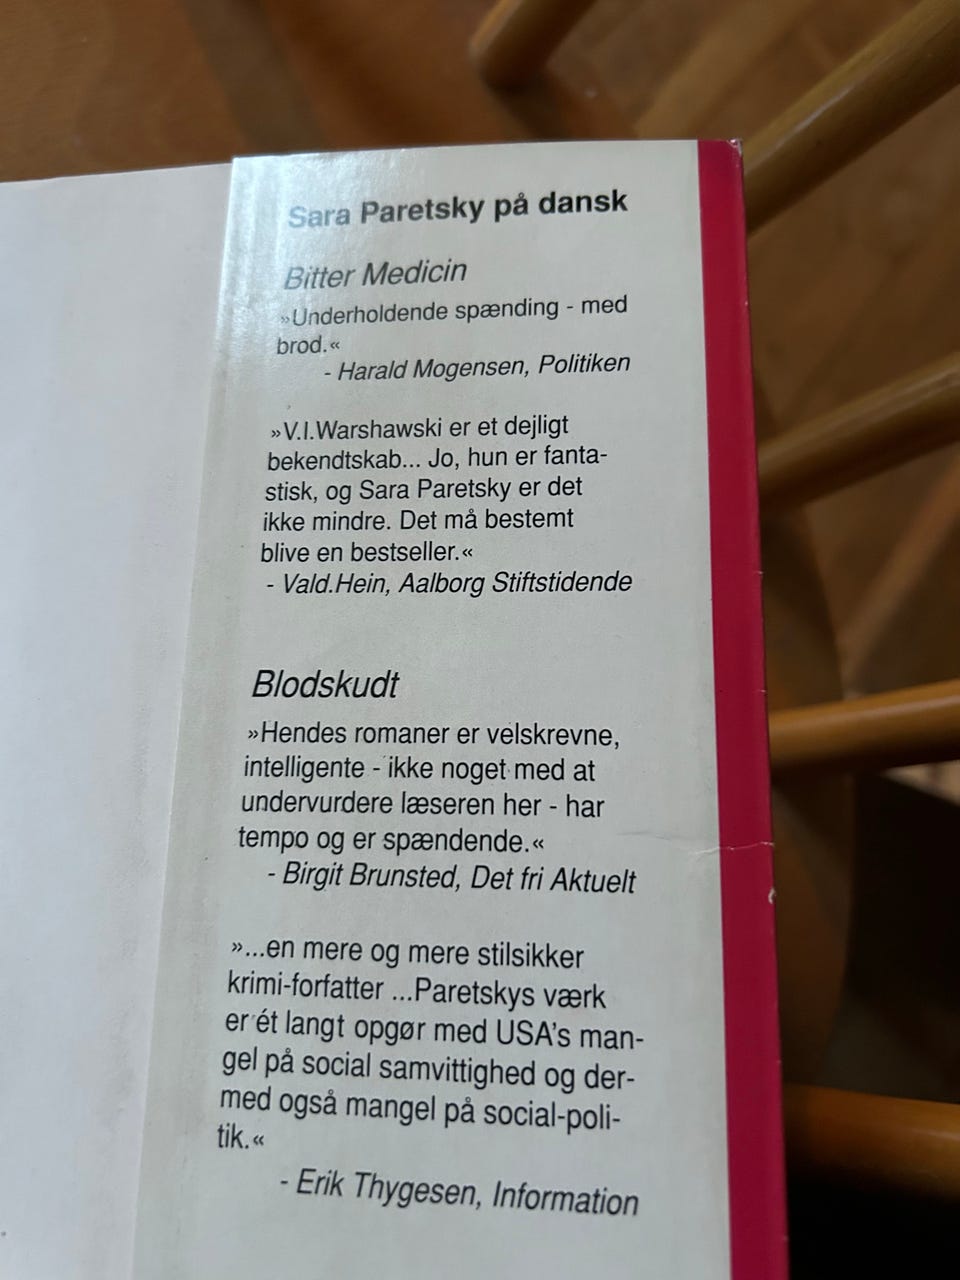 Sara Paretsky på dansk
Bitter Medicin
»Underholdende spænding - med
brod.«
- Harald Mogensen, Politiken
»V.I.Warshawski er et dejligt
bekendtskab... Jo, hun er fanta-
stisk, og Sara Paretsky er det
ikke mindre. Det må bestemt
blive en bestseller.«
- Vald.Hein, Aalborg Stiftstidende
Blodskudt
»Hendes romaner er velskrevne,
intelligente - ikke noget med at
undervurdere læseren her - har
tempo og er spændende.«
- Birgit Brunsted, Det fri Aktuelt
»...en mere og mere stilsikker
krimi-forfatter ...Paretskys værk
er ét langt opgør med USA's man-
gel på social samvittighed og der-
med også mangel på social-poli-
tik.«
- Erik Thygesen, Information